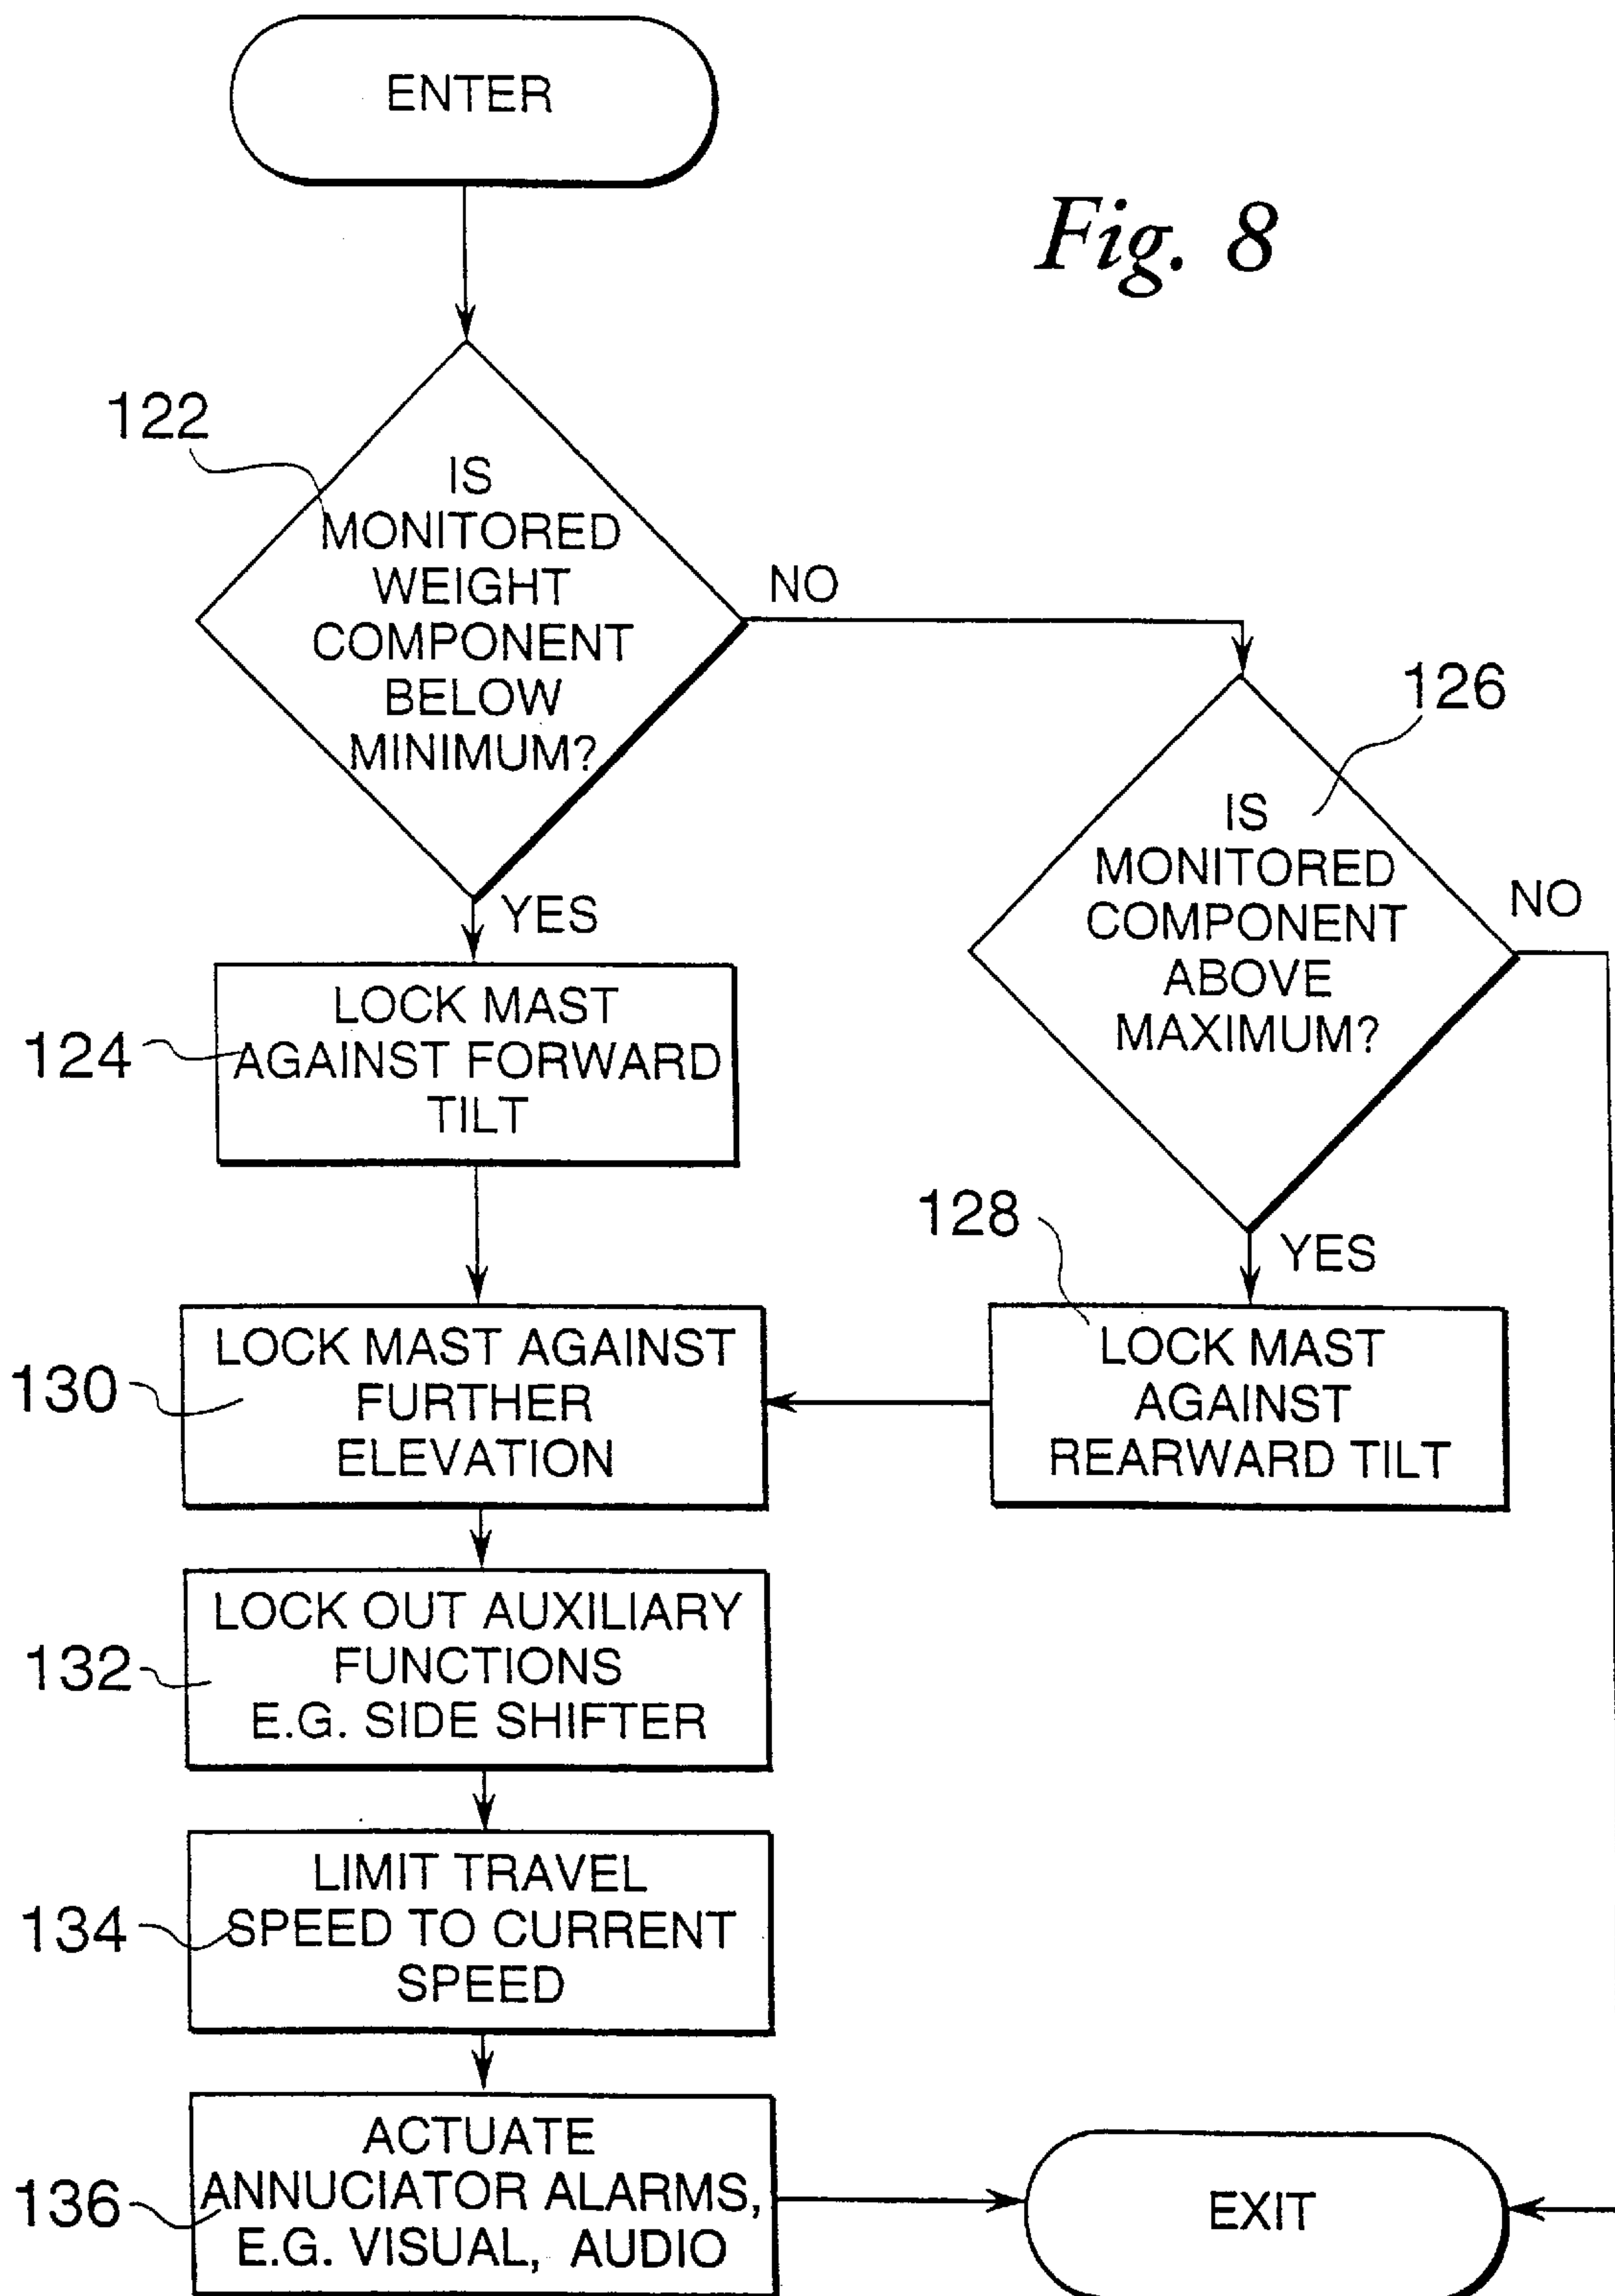 ENTER
Fig. 8
122
IS
MONITORED
WEIGHT
COMPONENT
BELOW
MINIMUM?
NO
YES
126
IS
MONITORED
COMPONENT
ABOVE
MAXIMUM?
NO
YES
124
LOCK MAST
AGAINST FORWARD
TILT
128
LOCK MAST
AGAINST
REARWARD TILT
130
LOCK MAST AGAINST
FURTHER
ELEVATION
132
LOCK OUT AUXILIARY
FUNCTIONS
E.G. SIDE SHIFTER
134
LIMIT TRAVEL
SPEED TO CURRENT
SPEED
136
ACTUATE
ANNUCIATOR ALARMS,
E.G. VISUAL, AUDIO
EXIT